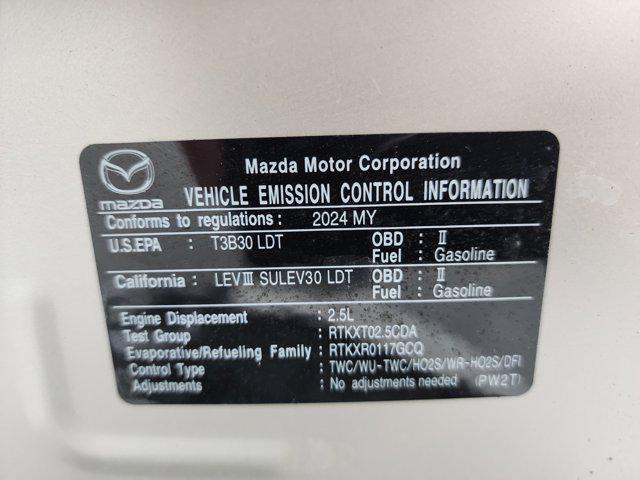 Mazda Motor Corporation
mazda VEHICLE EMISSION CONTROL INFORMATION
Conforms to regulations : 2024 MY
U.S.EPA : T3B30 LDT OBD : II
Fuel : Gasoline
California : LEVIII SULEV30 LDT OBD : II
Fuel : Gasoline
Engine Displacement : 2.5L
Test Group : RTKXT02.5CDA
Evaporative/Refueling Family : RTKXR0117GCQ
Control Type : TWC/WU-TWC/HO2S/WR-HO2S/DFI
Adjustments : No adjustments needed (PW2T)